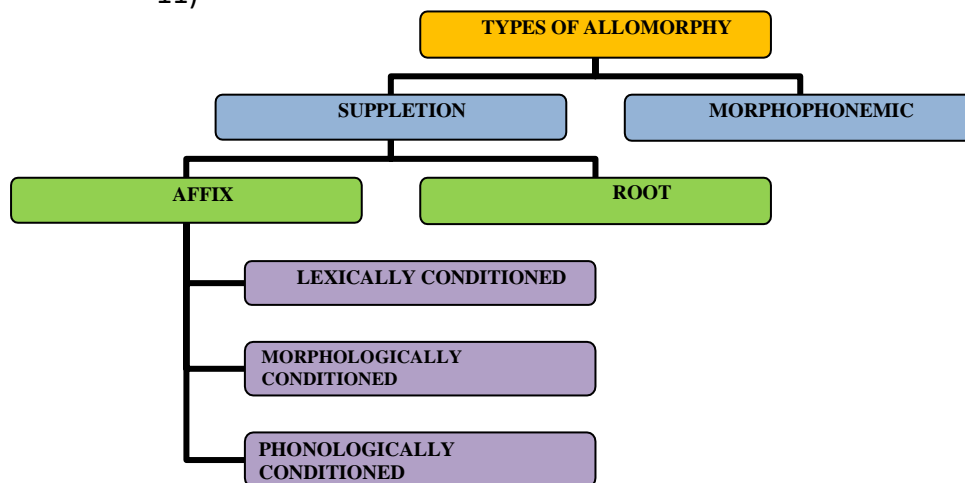 11)
TYPES OF ALLOMORPHY
SUPPLETION
MORPHOPHONEMIC
AFFIX
ROOT
LEXICALLY CONDITIONED
MORPHOLOGICALLY
CONDITIONED
PHONOLOGICALLY
CONDITIONED